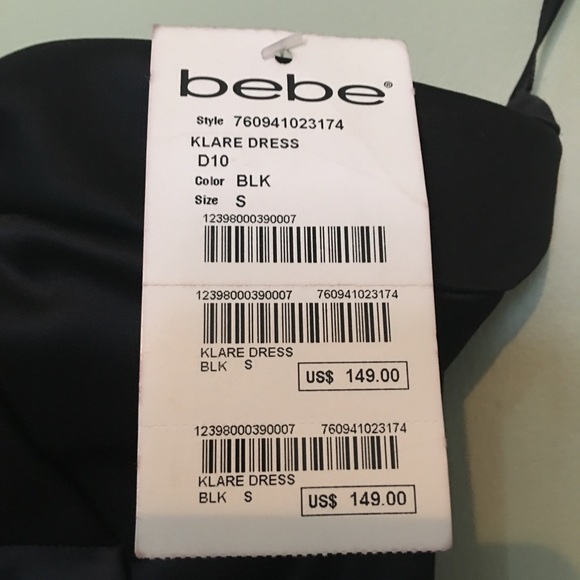 bebe®
Style 760941023174
KLARE DRESS
D10
Color BLK
Size S
12398000390007
12398000390007 760941023174
KLARE DRESS
BLK S
US$ 149.00
12398000390007 760941023174
KLARE DRESS
BLK S
US$ 149.00